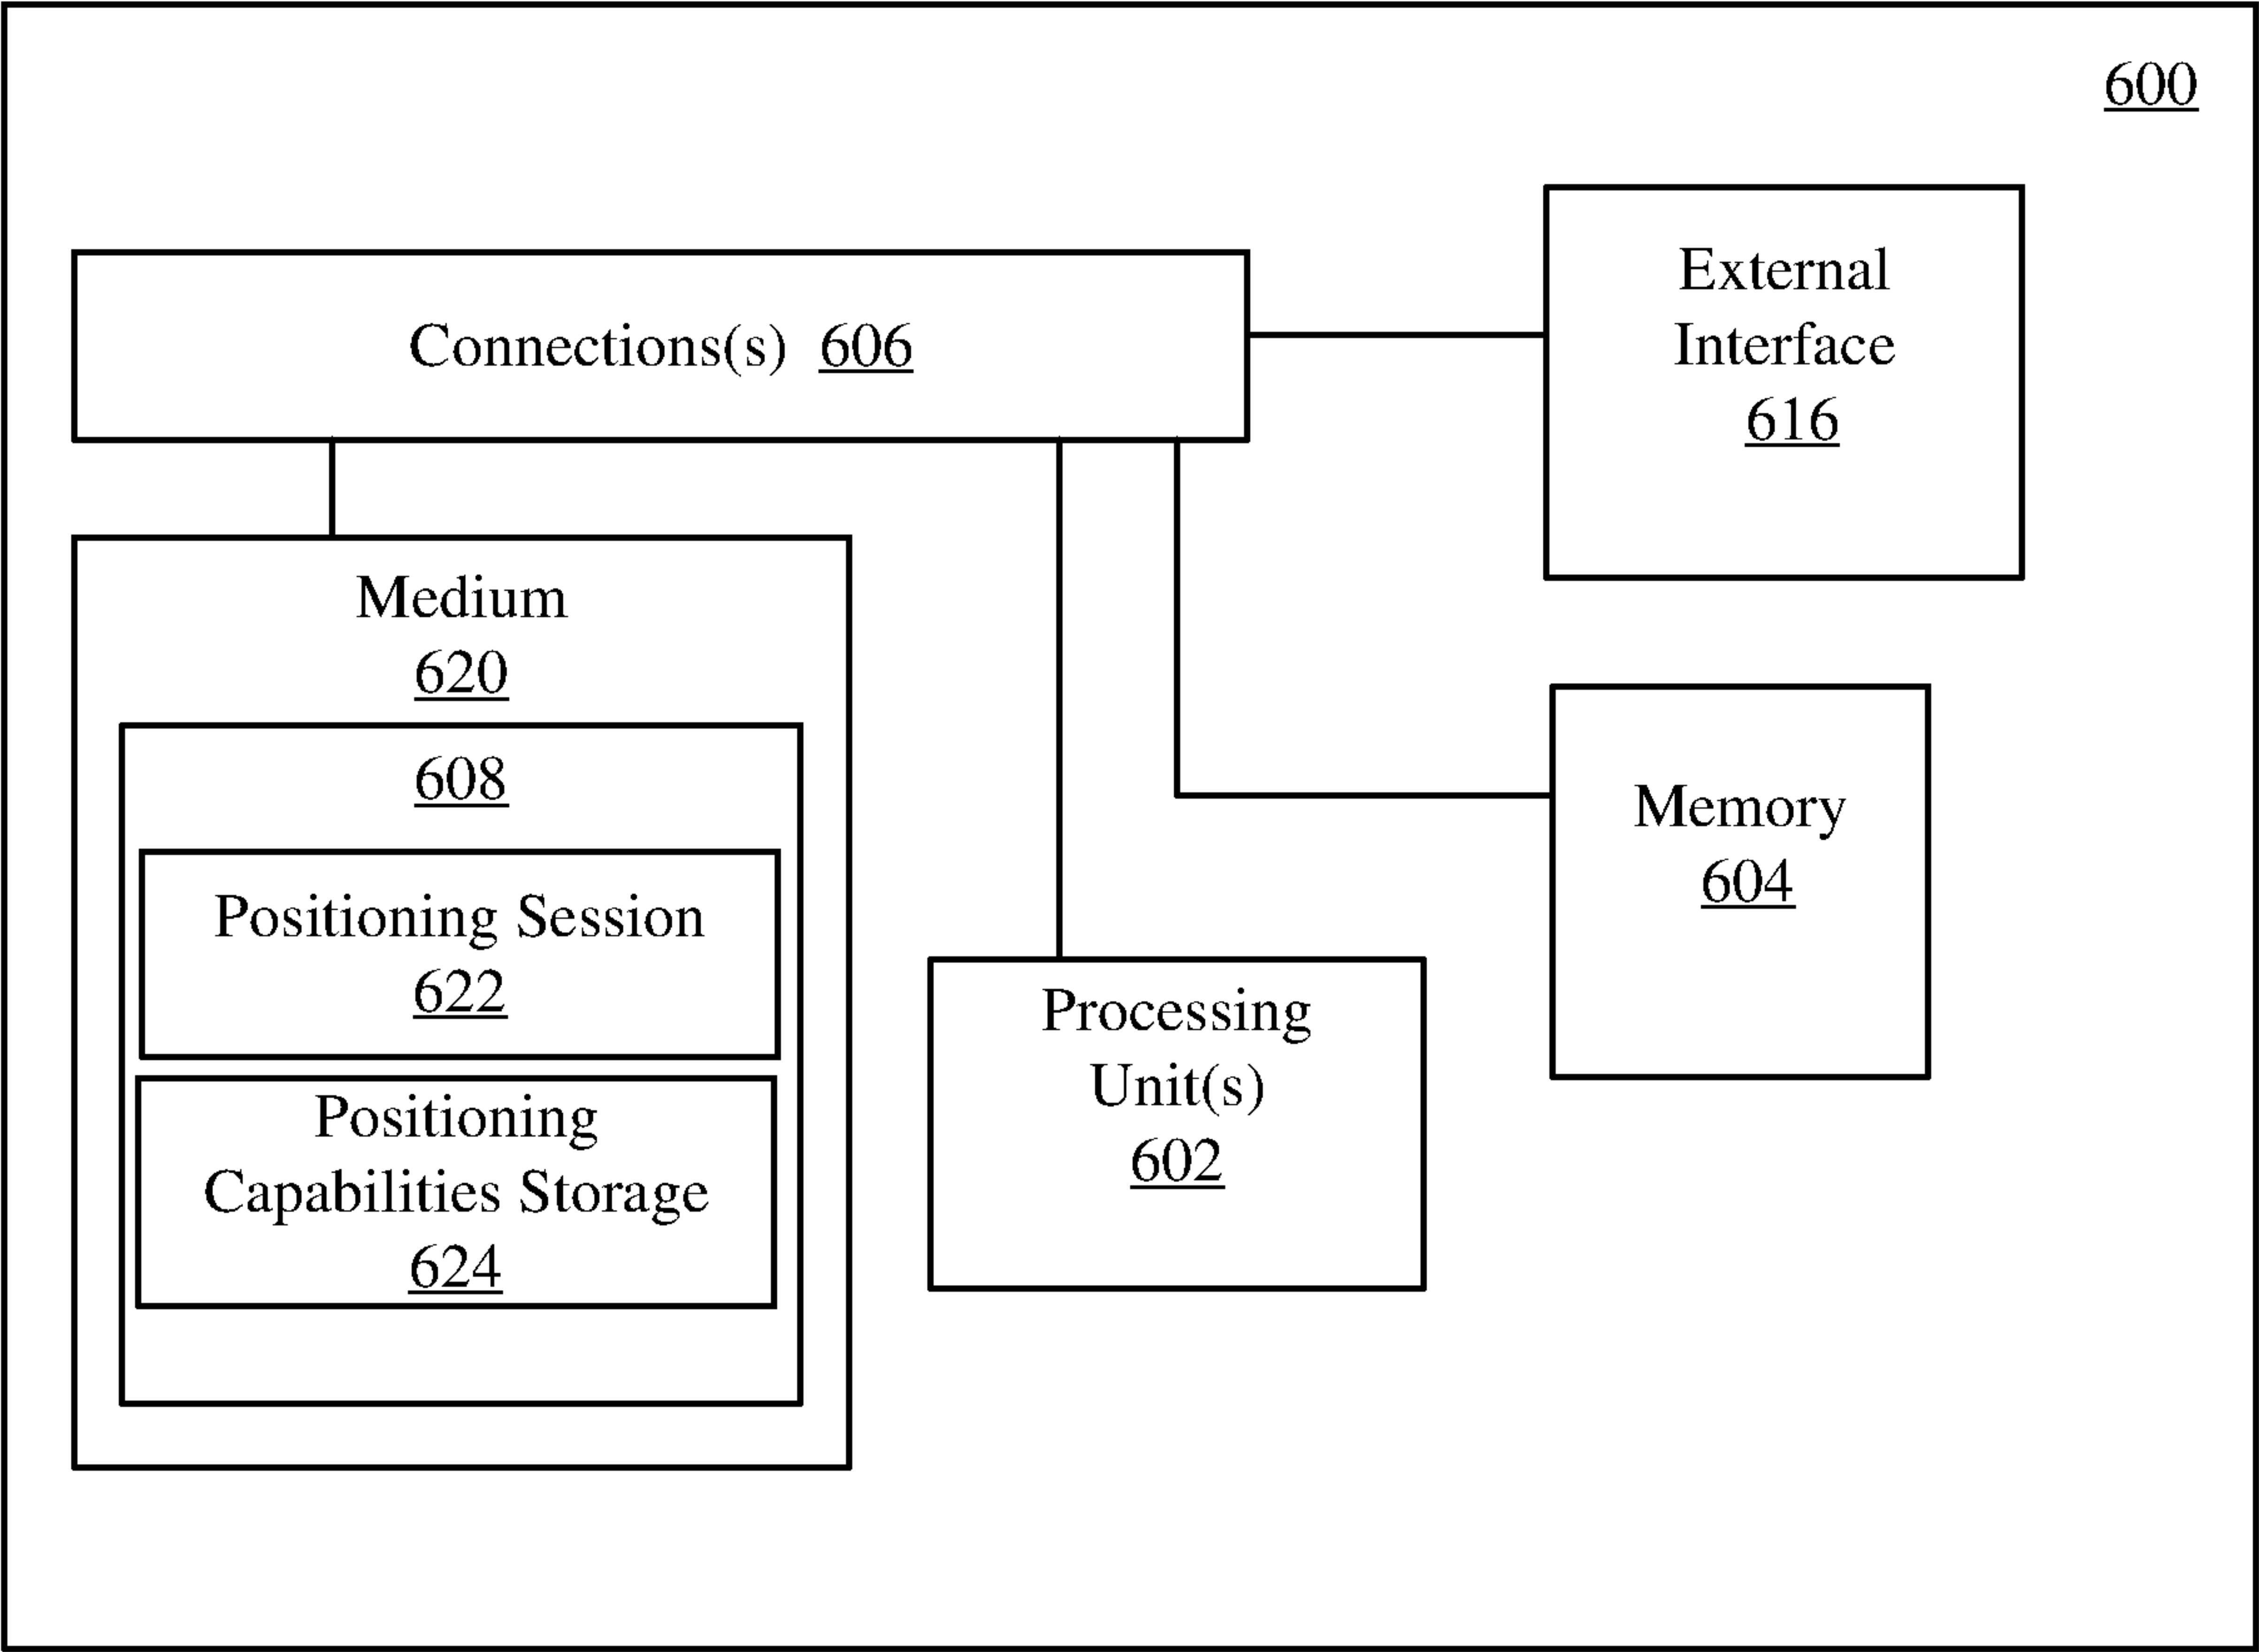 600
Connections(s) 606
External
Interface
616
Medium
620
608
Positioning Session
622
Positioning
Capabilities Storage
624
Processing
Unit(s)
602
Memory
604